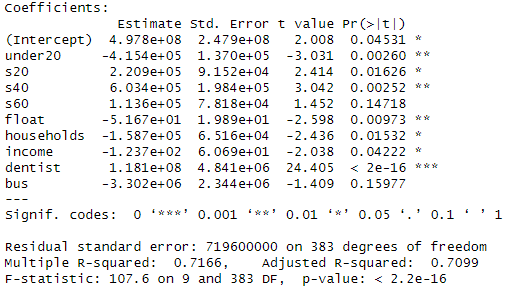 Coefficients:
              Estimate Std. Error t value Pr(>|t|)
(Intercept)  4.978e+08  2.479e+08   2.008  0.04531 *
under20     -4.154e+05  1.370e+05  -3.031  0.00260 **
s20          2.209e+05  9.152e+04   2.414  0.01626 *
s40          6.034e+05  1.984e+05   3.042  0.00252 **
s60          1.136e+05  7.818e+04   1.452  0.14718
float       -5.167e+01  1.989e+01  -2.598  0.00973 **
households  -1.587e+05  6.516e+04  -2.436  0.01532 *
income      -1.237e+02  6.069e+01  -2.038  0.04222 *
dentist      1.181e+08  4.841e+06  24.405  < 2e-16 ***
bus         -3.302e+06  2.344e+06  -1.409  0.15977
---
Signif. codes:  0 ‘***’ 0.001 ‘**’ 0.01 ‘*’ 0.05 ‘.’ 0.1 ‘ ’ 1
Residual standard error: 719600000 on 383 degrees of freedom
Multiple R-squared:  0.7166,    Adjusted R-squared:  0.7099
F-statistic: 107.6 on 9 and 383 DF,  p-value: < 2.2e-16